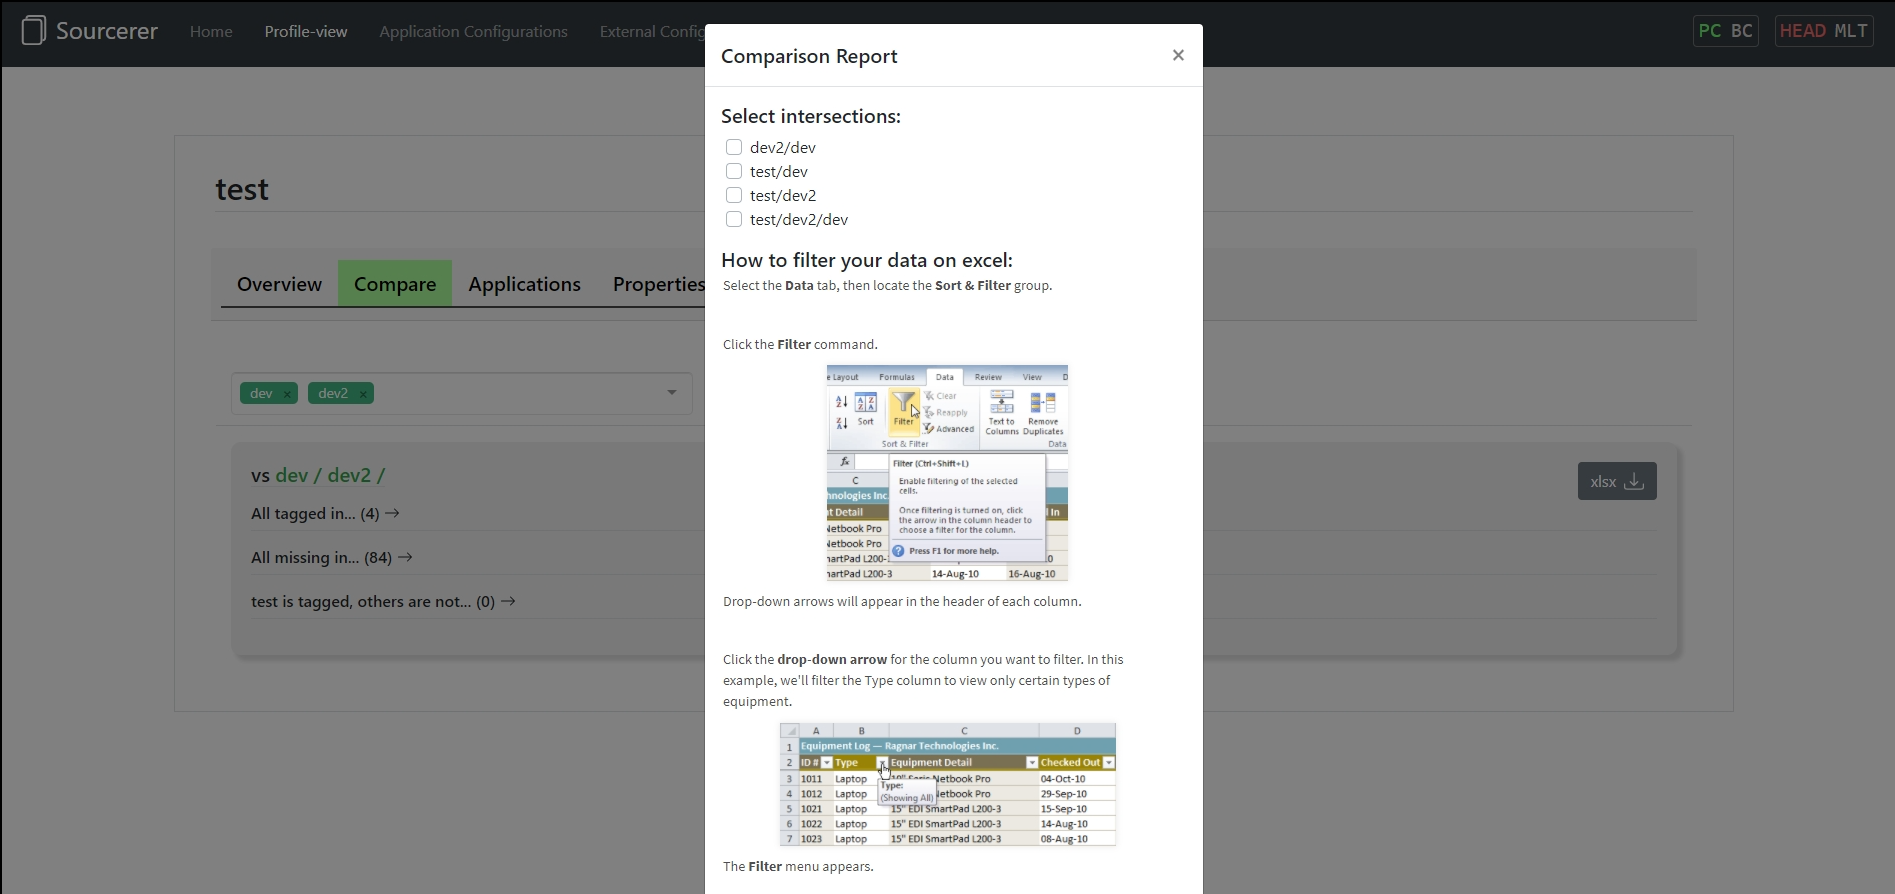 Sourcerer Home Profile-view Application Configurations External Config
PC BC HEAD MLT
Comparison Report ×
Select intersections:
dev2/dev
test/dev
test/dev2
test/dev2/dev
How to filter your data on excel:
Select the Data tab, then locate the Sort & Filter group.
Click the Filter command.
e Layout Formulas Data Review View D
Sort Filter Clear
Reapply
Advanced
Text to Columns
Remove Duplicates
Sort & Filter Data
fx
Filter (Ctrl+Shift+L)
Enable filtering of the selected
cells.
Once filtering is turned on, click
the arrow in the column header to
choose a filter for the column.
Press F1 for more help.
C
hnologies Inc.
t Detail l In
Netbook Pro
Netbook Pro
martPad L200- 0
martPad L200-3 14-Aug-10 16-Aug-10
Drop-down arrows will appear in the header of each column.
Click the drop-down arrow for the column you want to filter. In this
example, we'll filter the Type column to view only certain types of
equipment.
A B C D
1 Equipment Log — Ragnar Technologies Inc.
2 ID # Type Equipment Detail Checked Out
3 1011 Laptop Netbook Pro 04-Oct-10
4 1012 Laptop Netbook Pro 29-Sep-10
5 1021 Laptop 15" EDI SmartPad L200-3 15-Sep-10
6 1022 Laptop 15" EDI SmartPad L200-3 14-Aug-10
7 1023 Laptop 15" EDI SmartPad L200-3 08-Aug-10
Type:
(Showing All)
The Filter menu appears.
test
Overview Compare Applications Properties
dev × dev2 ×
vs dev / dev2 /
xlsx
All tagged in... (4) →
All missing in... (84) →
test is tagged, others are not... (0) →